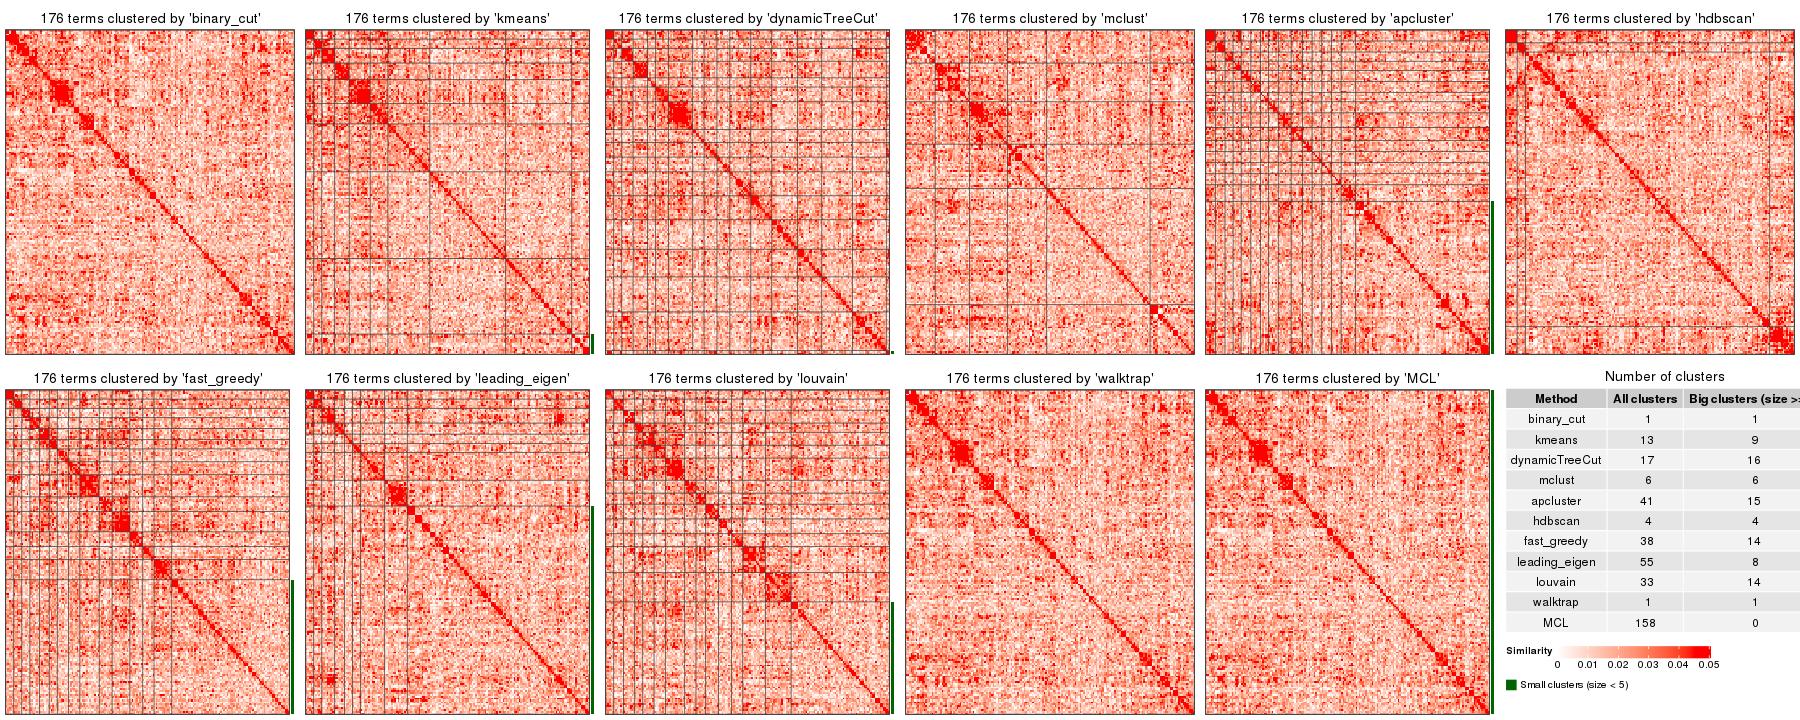 176 terms clustered by 'binary_cut'
176 terms clustered by 'kmeans'
176 terms clustered by 'dynamicTreeCut'
176 terms clustered by 'mclust'
176 terms clustered by 'apcluster'
176 terms clustered by 'hdbscan'
176 terms clustered by 'fast_greedy'
176 terms clustered by 'leading_eigen'
176 terms clustered by 'louvain'
176 terms clustered by 'walktrap'
176 terms clustered by 'MCL'
Number of clusters
Method All clusters Big clusters (size >=
binary_cut 1 1
kmeans 13 9
dynamicTreeCut 17 16
mclust 6 6
apcluster 41 15
hdbscan 4 4
fast_greedy 38 14
leading_eigen 55 8
louvain 33 14
walktrap 1 1
MCL 158 0
Similarity
0 0.01 0.02 0.03 0.04 0.05
Small clusters (size < 5)